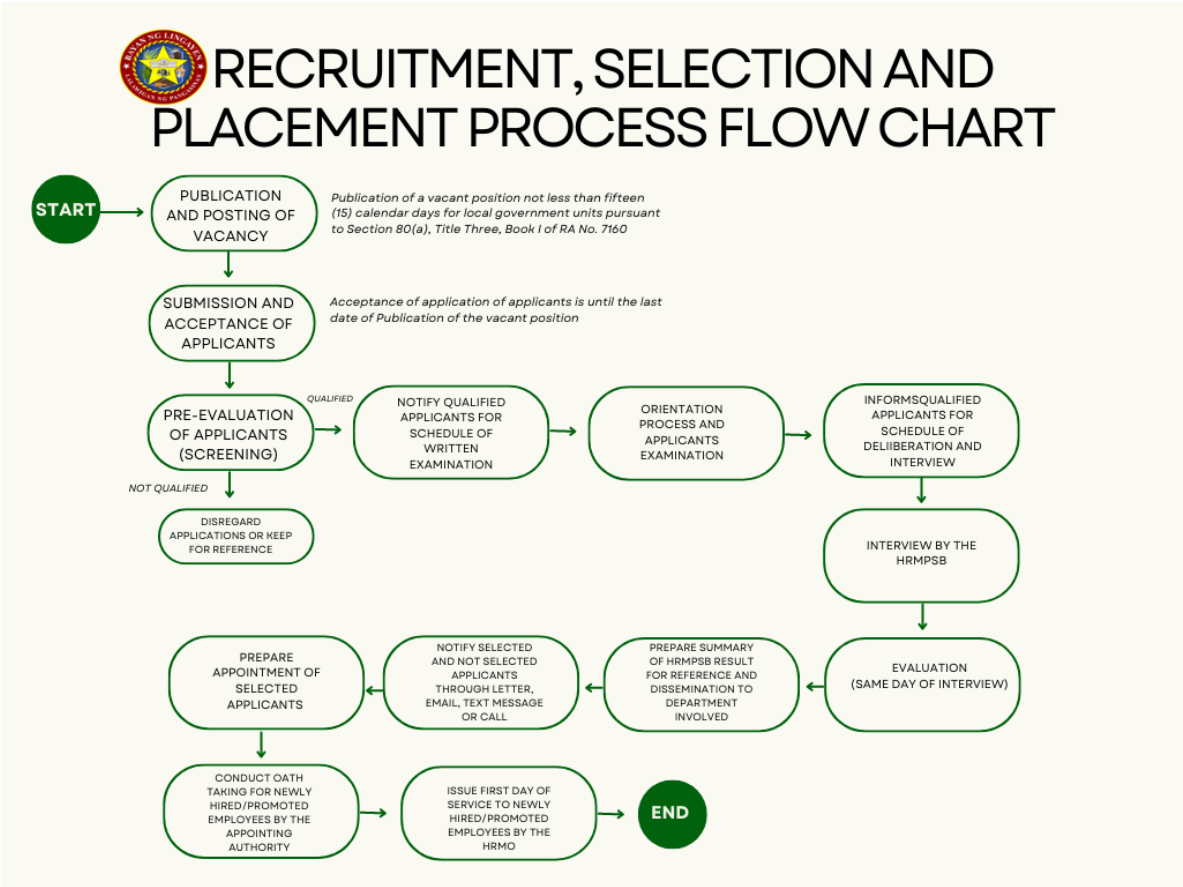 BAYAN NG LINGAYEN
LALAWIGAN NG PANGASINAN
RECRUITMENT, SELECTION AND
PLACEMENT PROCESS FLOW CHART
START
PUBLICATION
AND POSTING OF
VACANCY
Publication of a vacant position not less than fifteen
(15) calendar days for local government units pursuant
to Section 80(a), Title Three, Book I of RA No. 7160
SUBMISSION AND
ACCEPTANCE OF
APPLICANTS
Acceptance of application of applicants is until the last
date of Publication of the vacant position
PRE-EVALUATION
OF APPLICANTS
(SCREENING)
QUALIFIED
NOTIFY QUALIFIED
APPLICANTS FOR
SCHEDULE OF
WRITTEN
EXAMINATION
ORIENTATION
PROCESS AND
APPLICANTS
EXAMINATION
INFORMSQUALIFIED
APPLICANTS FOR
SCHEDULE OF
DELIIBERATION AND
INTERVIEW
NOT QUALIFIED
DISREGARD
APPLICATIONS OR KEEP
FOR REFERENCE
INTERVIEW BY THE
HRMPSB
EVALUATION
(SAME DAY OF INTERVIEW)
PREPARE SUMMARY
OF HRMPSB RESULT
FOR REFERENCE AND
DISSEMINATION TO
DEPARTMENT
INVOLVED
NOTIFY SELECTED
AND NOT SELECTED
APPLICANTS
THROUGH LETTER,
EMAIL, TEXT MESSAGE
OR CALL
PREPARE
APPOINTMENT OF
SELECTED
APPLICANTS
CONDUCT OATH
TAKING FOR NEWLY
HIRED/PROMOTED
EMPLOYEES BY THE
APPOINTING
AUTHORITY
ISSUE FIRST DAY OF
SERVICE TO NEWLY
HIRED/PROMOTED
EMPLOYEES BY THE
HRMO
END